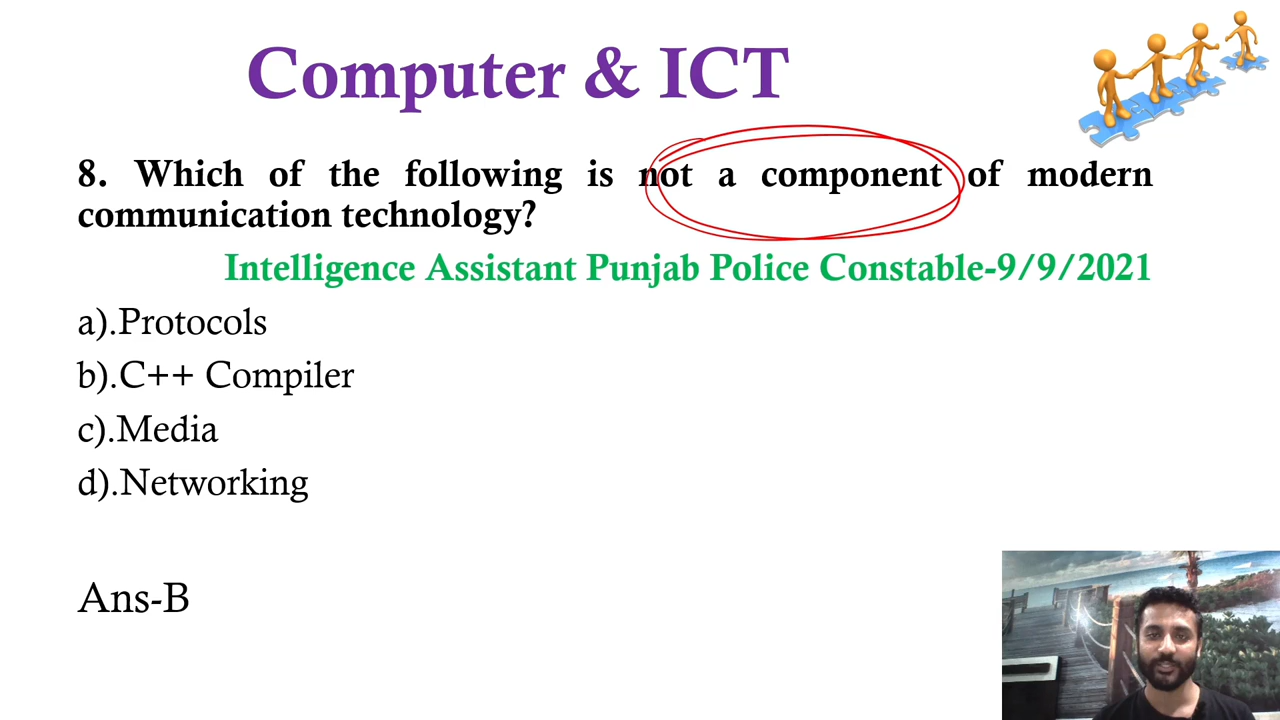 Computer & ICT
8. Which of the following is not a component of modern
communication technology?
Intelligence Assistant Punjab Police Constable-9/9/2021
a).Protocols
b).C++ Compiler
c).Media
d).Networking
Ans-B